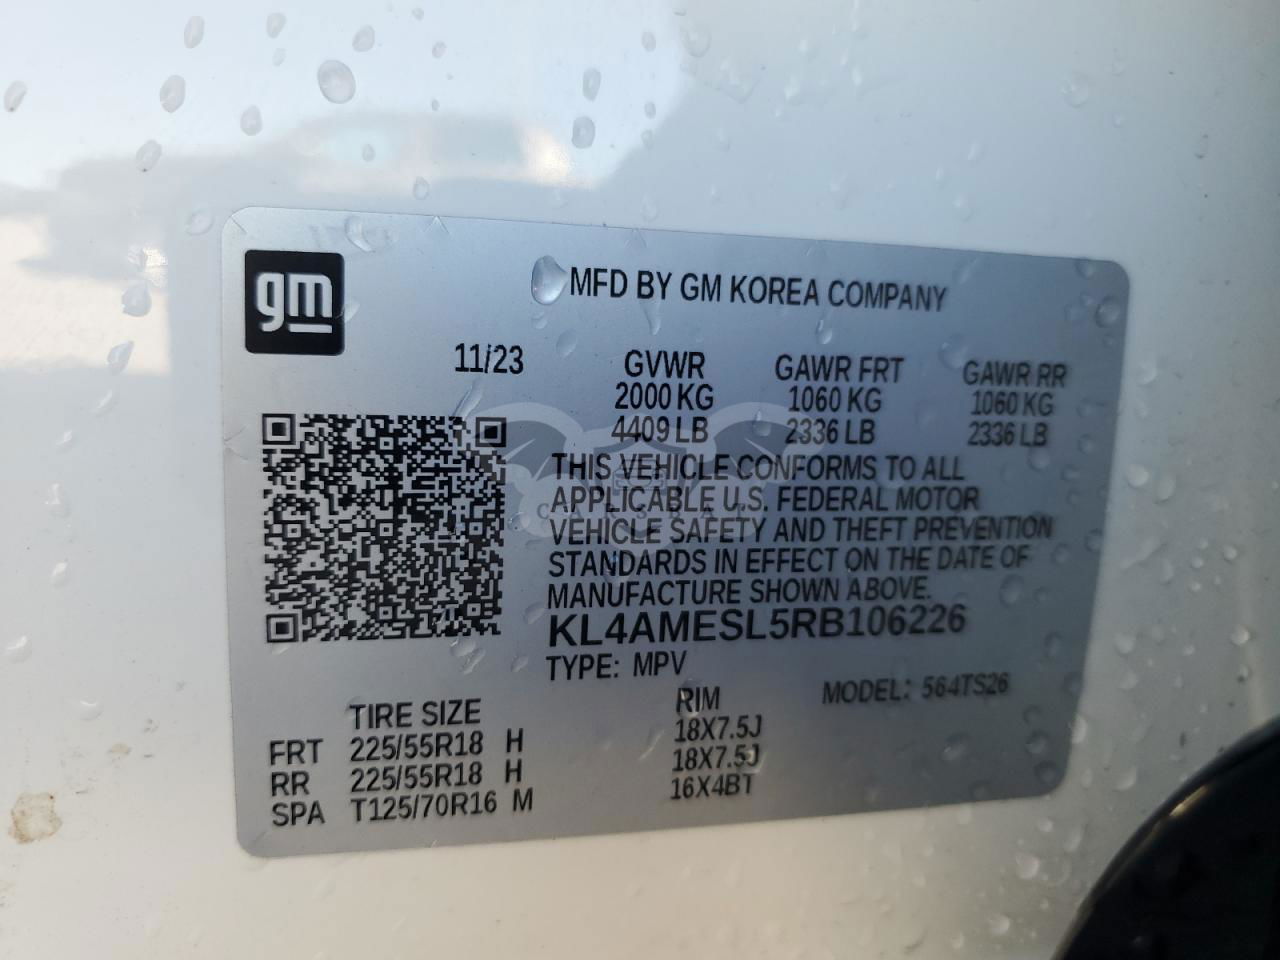 gm
MFD BY GM KOREA COMPANY
11/23 GVWR GAWR FRT GAWR RR
2000 KG 1060 KG 1060 KG
4409 LB 2336 LB 2336 LB
THIS VEHICLE CONFORMS TO ALL
APPLICABLE U.S. FEDERAL MOTOR
VEHICLE SAFETY AND THEFT PREVENTION
STANDARDS IN EFFECT ON THE DATE OF
MANUFACTURE SHOWN ABOVE.
KL4AMESL5RB106226
TYPE: MPV MODEL: 564TS26
TIRE SIZE RIM
FRT 225/55R18 H 18X7.5J
RR 225/55R18 H 18X7.5J
SPA T125/70R16 M 16X4BT